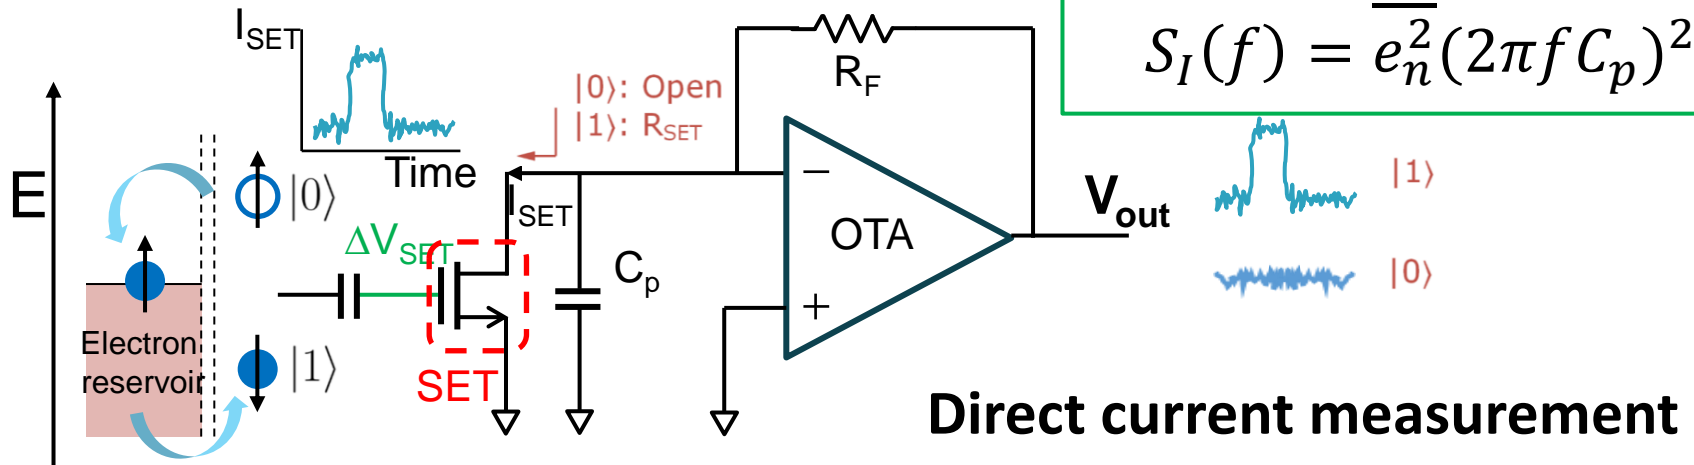 I_SET
S_I(f) = \overline{e_n^2}(2πfC_p)^2
R_F
|0⟩: Open
|1⟩: R_SET
Time
E
|0⟩
I_SET
ΔV_SET
C_p
−
OTA
+
V_out
|1⟩
|0⟩
Electron
reservoir
|1⟩
SET
Direct current measurement